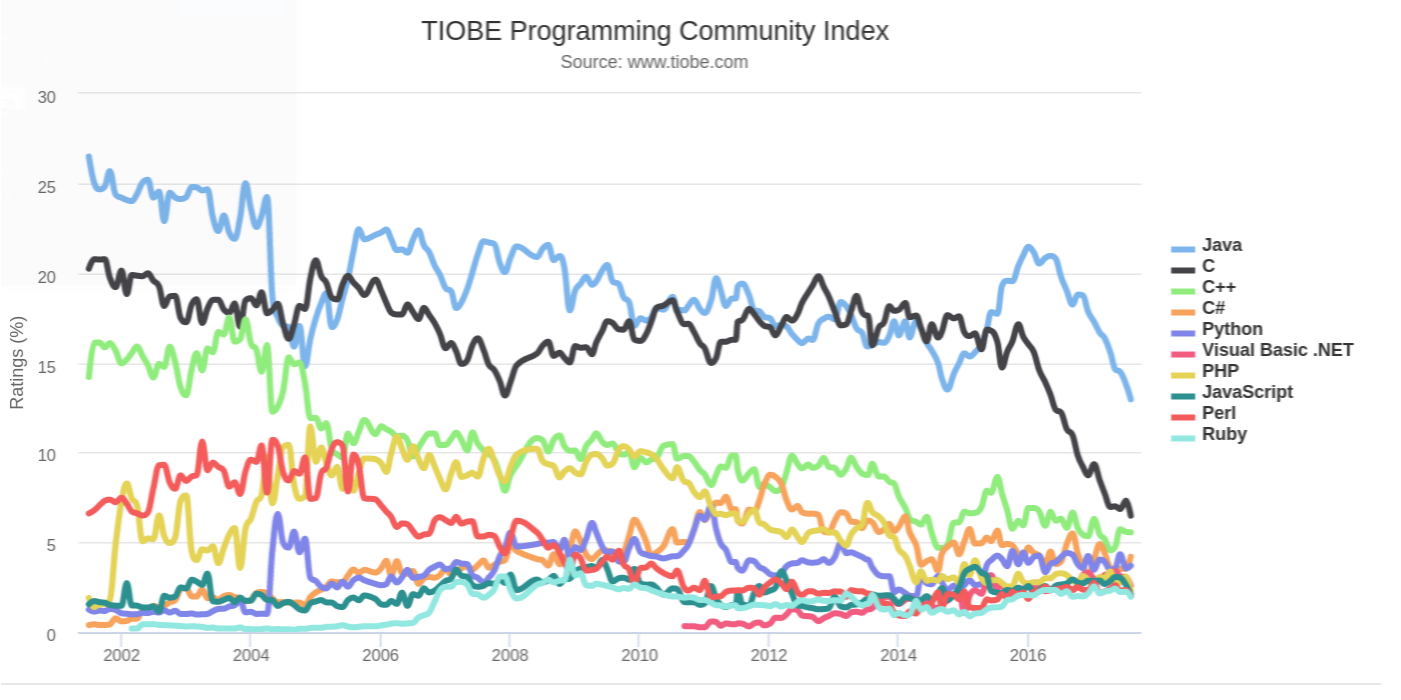 TIOBE Programming Community Index
Source: www.tiobe.com
Ratings (%)
30
25
20
15
10
5
0
2002 2004 2006 2008 2010 2012 2014 2016
Java
C
C++
C#
Python
Visual Basic .NET
PHP
JavaScript
Perl
Ruby